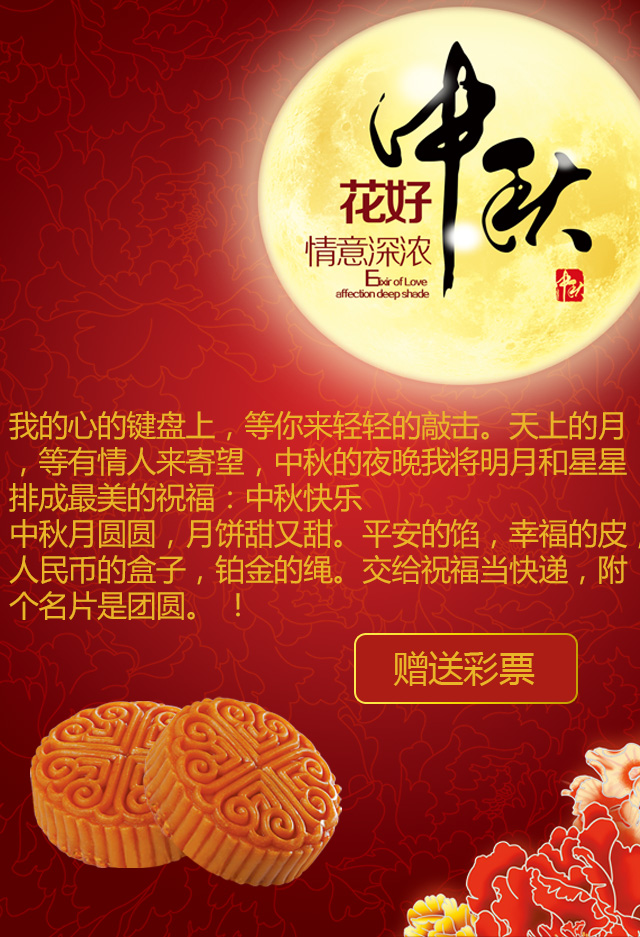 中秋
花好
情意深浓
Elixir of Love
affection deep shade
中秋
我的心的键盘上，等你来轻轻的敲击。天上的月
，等有情人来寄望，中秋的夜晚我将明月和星星
排成最美的祝福：中秋快乐
中秋月圆圆，月饼甜又甜。平安的馅，幸福的皮，
人民币的盒子，铂金的绳。交给祝福当快递，附
个名片是团圆。 ！
赠送彩票